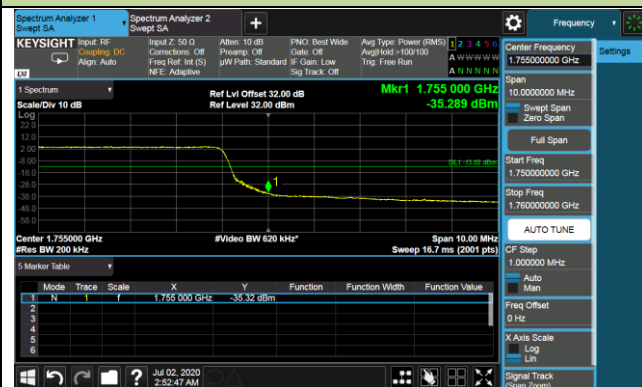 Spectrum Analyzer 1
Swept SA
Spectrum Analyzer 2
Swept SA
+
Frequency
KEYSIGHT
Input: RF
Coupling: DC
Align: Auto
Input Z: 50 Ω
Corrections: Off
Freq Ref: Int (S)
NFE: Adaptive
Atten: 10 dB
Preamp: Off
µW Path: Standard
PNO: Best Wide
Gate: Off
IF Gain: Low
Sig Track: Off
Avg Type: Power (RMS)
Avg|Hold:>100/100
Trig: Free Run
1 2 3 4 5 6
A W W W W W
A N N N N N
LXI
1 Spectrum
Scale/Div 10 dB
Ref Lvl Offset 32.00 dB
Ref Level 32.00 dBm
Mkr1 1.755 000 GHz
-35.289 dBm
Log
22.0
12.0
2.00
-8.00
-18.0
-28.0
-38.0
-48.0
-58.0
DL1 -13.00 dBm
1
Center 1.755000 GHz
#Res BW 200 kHz
#Video BW 620 kHz*
Span 10.00 MHz
Sweep 16.7 ms (2001 pts)
5 Marker Table
Mode Trace Scale X Y Function Function Width Function Value
1 N 1 f 1.755 000 GHz -35.32 dBm
2
3
4
5
6
Jul 02, 2020
2:52:47 AM
Center Frequency
1.755000000 GHz
Span
10.0000000 MHz
Swept Span
Zero Span
Full Span
Start Freq
1.750000000 GHz
Stop Freq
1.760000000 GHz
AUTO TUNE
CF Step
1.000000 MHz
Auto
Man
Freq Offset
0 Hz
X Axis Scale
Log
Lin
Signal Track
(Span Zoom)
Settings